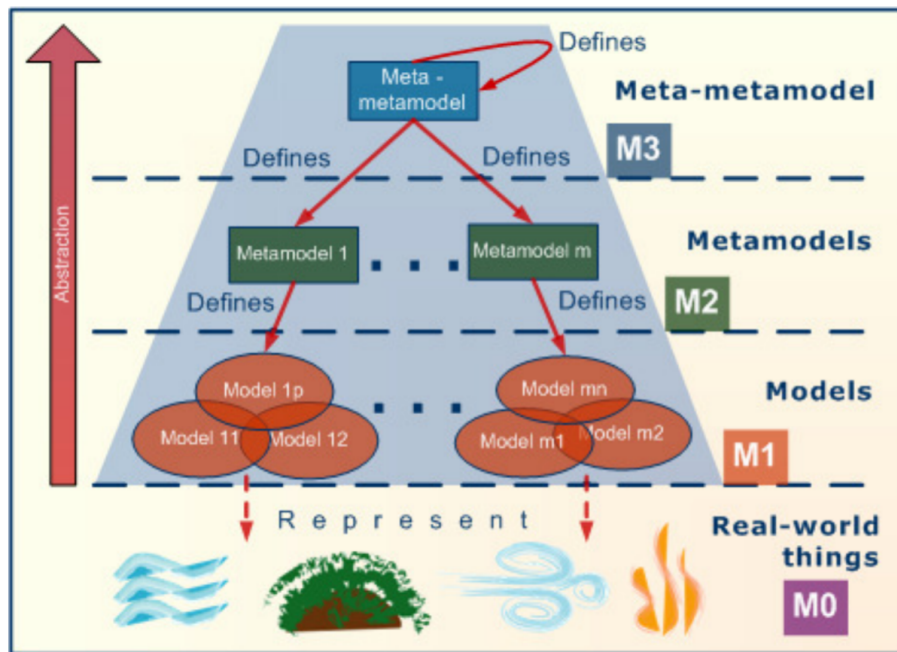 Defines
Meta -
metamodel
Meta-metamodel
M3
Defines
Defines
Metamodel 1
. . .
Metamodel m
Metamodels
M2
Abstraction
Defines
Defines
Model 1p
Model 11
Model 12
. . .
Model mn
Model m1
Model m2
Models
M1
Represent
Real-world
things
M0